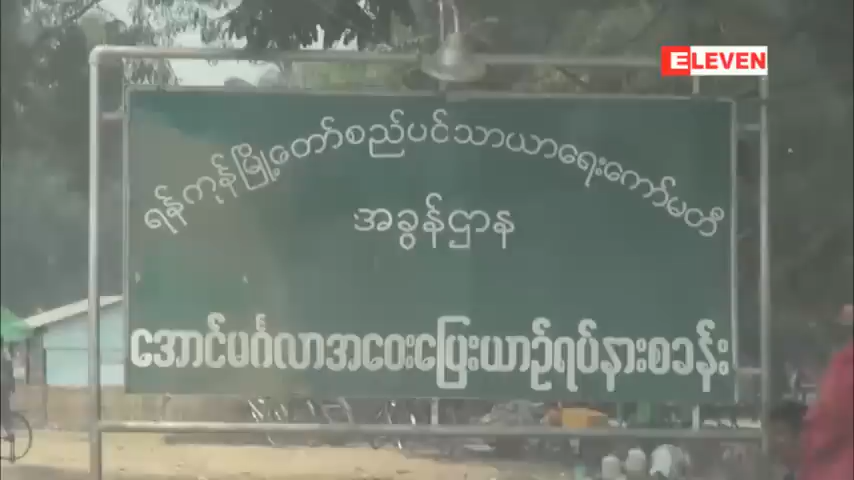 ELEVEN
ရန်ကုန်မြို့တော်စည်ပင်သာယာရေးကော်မတီ
အခွန်ဌာန
အောင်မင်္ဂလာအဝေးပြေးယာဉ်ရပ်နားစခန်း